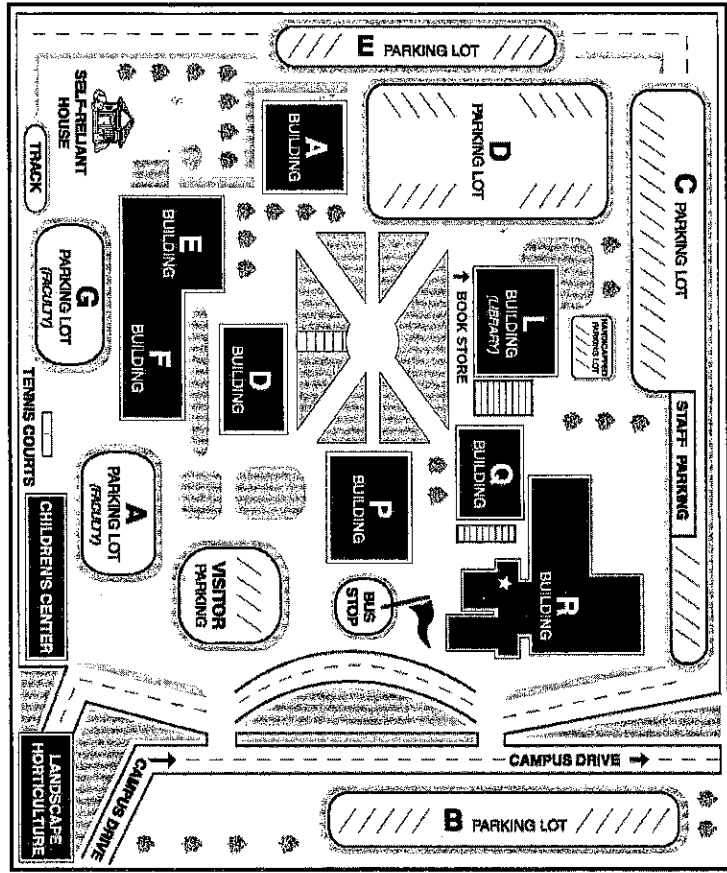 E PARKING LOT
SELF-RELIANT
HOUSE
TRACK
A
BUILDING
D
PARKING LOT
C PARKING LOT
G
PARKING LOT
(FACULTY)
E
BUILDING
F
BUILDING
D
BUILDING
BOOK STORE
L
BUILDING
(LIBRARY)
HANDICAPPED
PARKING LOT
STAFF PARKING
TENNIS COURTS
A
PARKING LOT
(FACULTY)
P
BUILDING
Q
BUILDING
R
BUILDING
CHILDREN'S CENTER
VISITOR
PARKING
BUS
STOP
LANDSCAPE
HORTICULTURE
CAMPUS DRIVE
CAMPUS DRIVE
B PARKING LOT